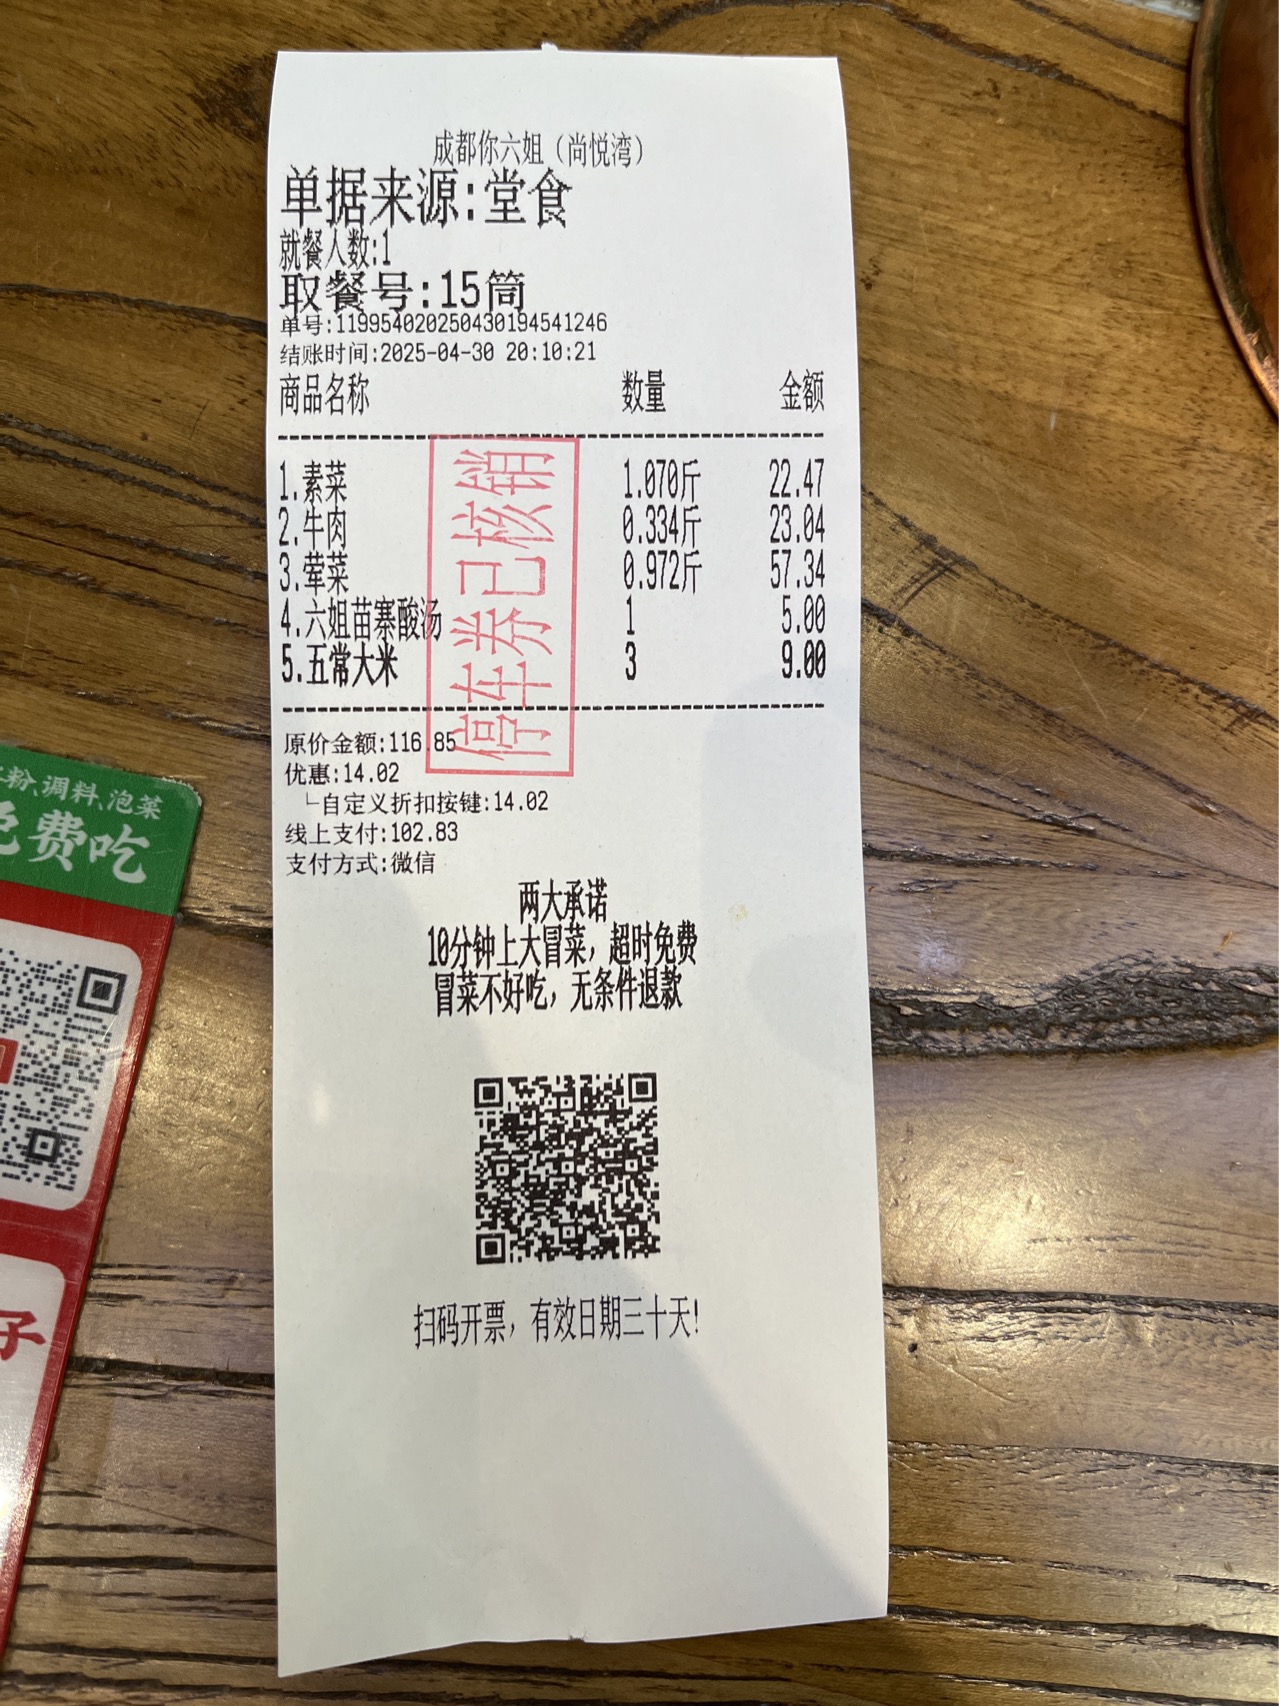 成都你六姐（尚悦湾）
单据来源:堂食
就餐人数:1
取餐号:15筒
单号:119954020250430194541246
结账时间:2025-04-30 20:10:21
商品名称 数量 金额
1.素菜 1.070斤 22.47
2.牛肉 0.334斤 23.04
3.荤菜 0.972斤 57.34
4.六姐苗寨酸汤 1 5.00
5.五常大米 3 9.00
停车券已核销
原价金额:116.85
优惠:14.02
└自定义折扣按键:14.02
线上支付:102.83
支付方式:微信
两大承诺
10分钟上大冒菜，超时免费
冒菜不好吃，无条件退款
扫码开票，有效日期三十天!
粉、调料、泡菜
免费吃
子